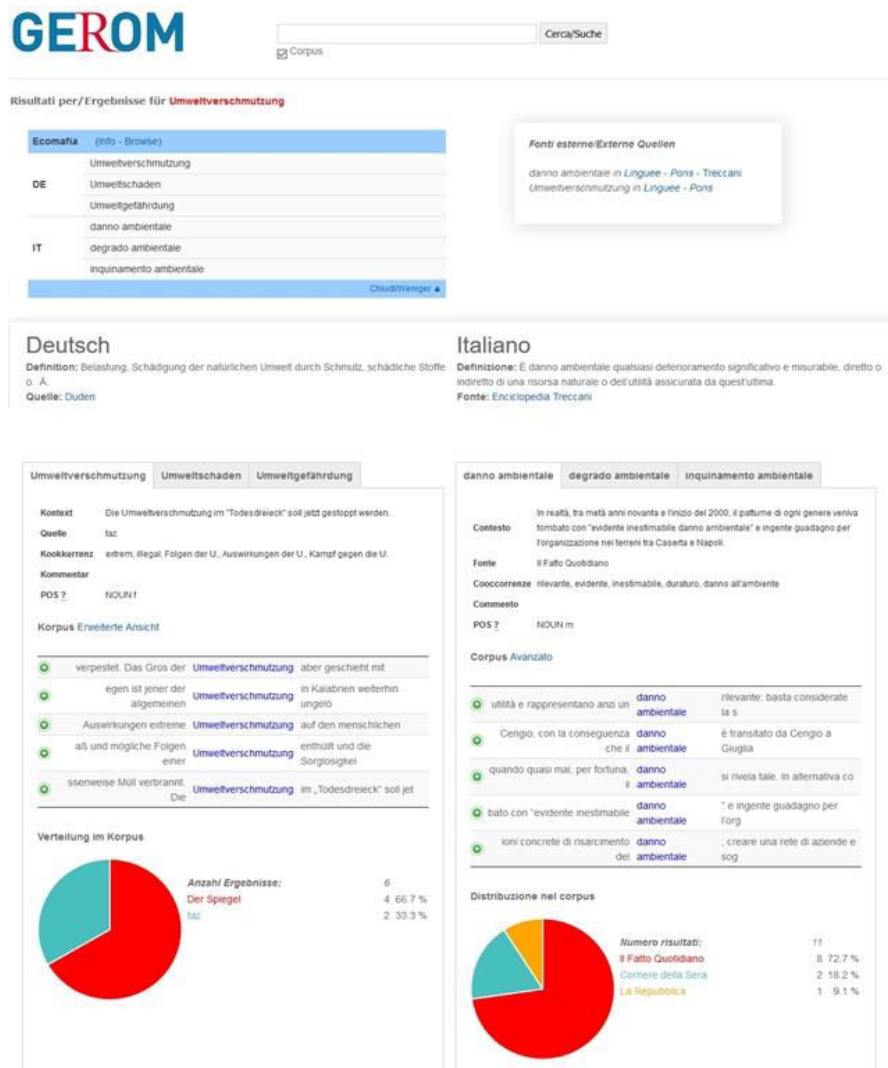 GEROM
Cerca/Suche
Corpus
Risultati per/Ergebnisse für Umweltverschmutzung
Ecomafia (Info - Browse)
DE
Umweltverschmutzung
Umweltschaden
Umweltgefährdung
IT
danno ambientale
degrado ambientale
inquinamento ambientale
Chiudi/Weniger ▲
Fonti esterne/Externe Quellen
danno ambientale in Linguee - Pons - Treccani
Umweltverschmutzung in Linguee - Pons
Deutsch
Definition: Belastung, Schädigung der natürlichen Umwelt durch Schmutz, schädliche Stoffe
o. Ä.
Quelle: Duden
Italiano
Definizione: È danno ambientale qualsiasi deterioramento significativo e misurabile, diretto o
indiretto di una risorsa naturale o dell'utilità assicurata da quest'ultima.
Fonte: Enciclopedia Treccani
Umweltverschmutzung Umweltschaden Umweltgefährdung
Kontext Die Umweltverschmutzung im "Todesdreieck" soll jetzt gestoppt werden.
Quelle taz
Kookkurrenz extrem, illegal, Folgen der U., Auswirkungen der U., Kampf gegen die U.
Kommentar
POS ? NOUN f
Korpus Erweiterte Ansicht
verpestet. Das Gros der Umweltverschmutzung aber geschieht mit
egen ist jener der
allgemeinen
Umweltverschmutzung
in Kalabrien weiterhin
ungelö
Auswirkungen extreme Umweltverschmutzung auf den menschlichen
aß und mögliche Folgen
einer
Umweltverschmutzung
enthüllt und die
Sorglosigkei
ssenweise Müll verbrannt.
Die
Umweltverschmutzung im „Todesdreieck" soll jet
Verteilung im Korpus
Anzahl Ergebnisse: 6
Der Spiegel 4 66.7 %
taz 2 33.3 %
danno ambientale degrado ambientale inquinamento ambientale
Contesto
In realtà, tra metà anni novanta e l'inizio del 2000, il pattume di ogni genere veniva
tombato con "evidente inestimabile danno ambientale" e ingente guadagno per
l'organizzazione nei terreni tra Caserta e Napoli.
Fonte Il Fatto Quotidiano
Cooccorrenze rilevante, evidente, inestimabile, duraturo, danno all'ambiente
Commento
POS ? NOUN m
Corpus Avanzato
utilità e rappresentano anzi un
danno
ambientale
rilevante: basta considerate
la s
Cengio, con la conseguenza
che il
danno
ambientale
è transitato da Cengio a
Giuglia
quando quasi mai, per fortuna,
il
danno
ambientale
si rivela tale. In alternativa co
bato con "evidente inestimabile
danno
ambientale
" e ingente guadagno per
l'org
ioni concrete di risarcimento
del
danno
ambientale
; creare una rete di aziende e
sog
Distribuzione nel corpus
Numero risultati: 11
Il Fatto Quotidiano 8 72.7 %
Corriere della Sera 2 18.2 %
La Repubblica 1 9.1 %